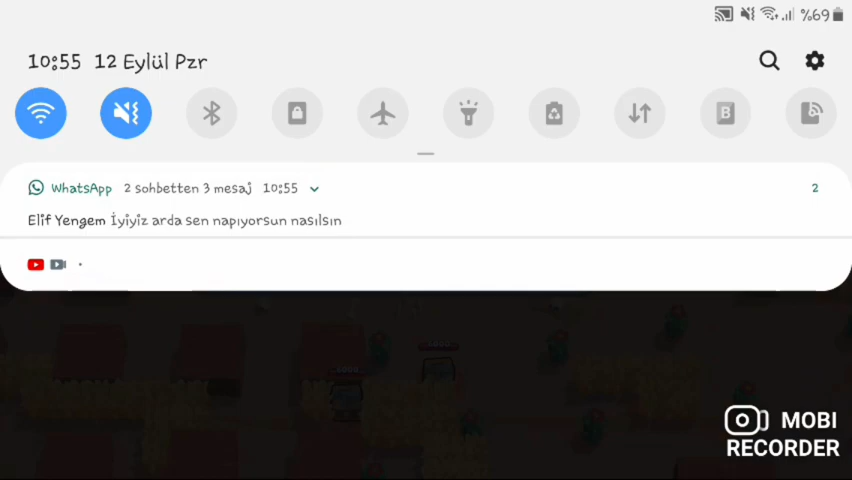 %69
10:55 12 Eylül Pzr
WhatsApp 2 sohbetten 3 mesaj 10:55
2
Elif Yengem İyiyiz arda sen napıyorsun nasılsın
MOBI
RECORDER